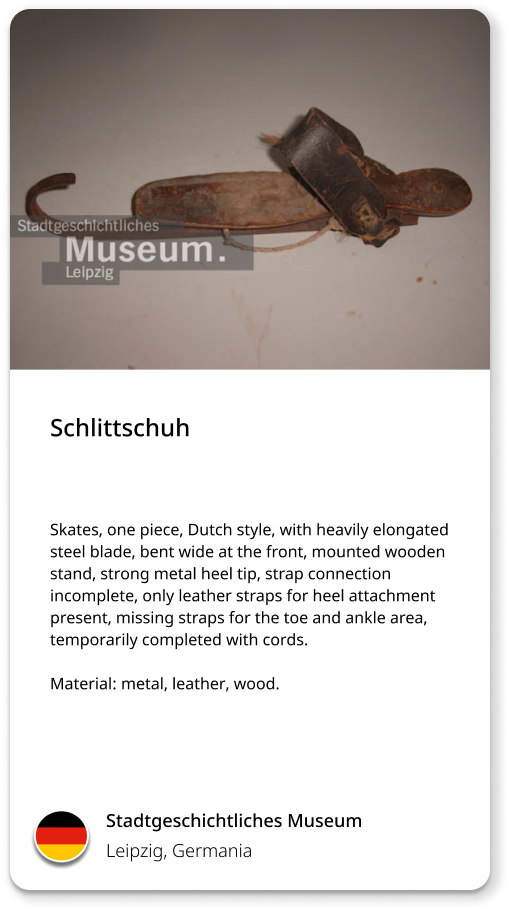 Stadtgeschichtliches
Museum.
Leipzig
Schlittschuh
Skates, one piece, Dutch style, with heavily elongated
steel blade, bent wide at the front, mounted wooden
stand, strong metal heel tip, strap connection
incomplete, only leather straps for heel attachment
present, missing straps for the toe and ankle area,
temporarily completed with cords.
Material: metal, leather, wood.
Stadtgeschichtliches Museum
Leipzig, Germania